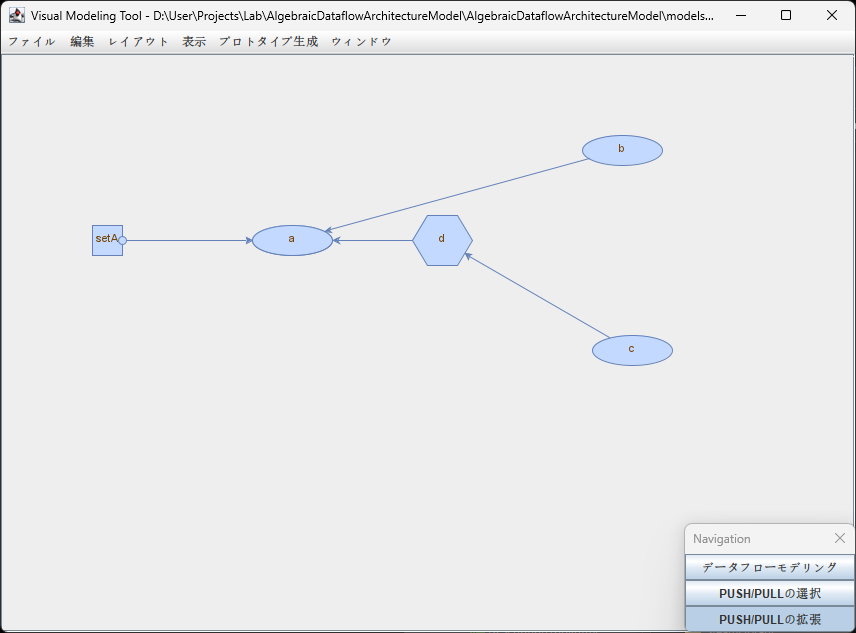 Visual Modeling Tool - D:\User\Projects\Lab\AlgebraicDataflowArchitectureModel\AlgebraicDataflowArchitectureModel\models...
ファイル 編集 レイアウト 表示 プロトタイプ生成 ウィンドウ
b
setA
a
d
c
Navigation
データフローモデリング
PUSH/PULLの選択
PUSH/PULLの拡張